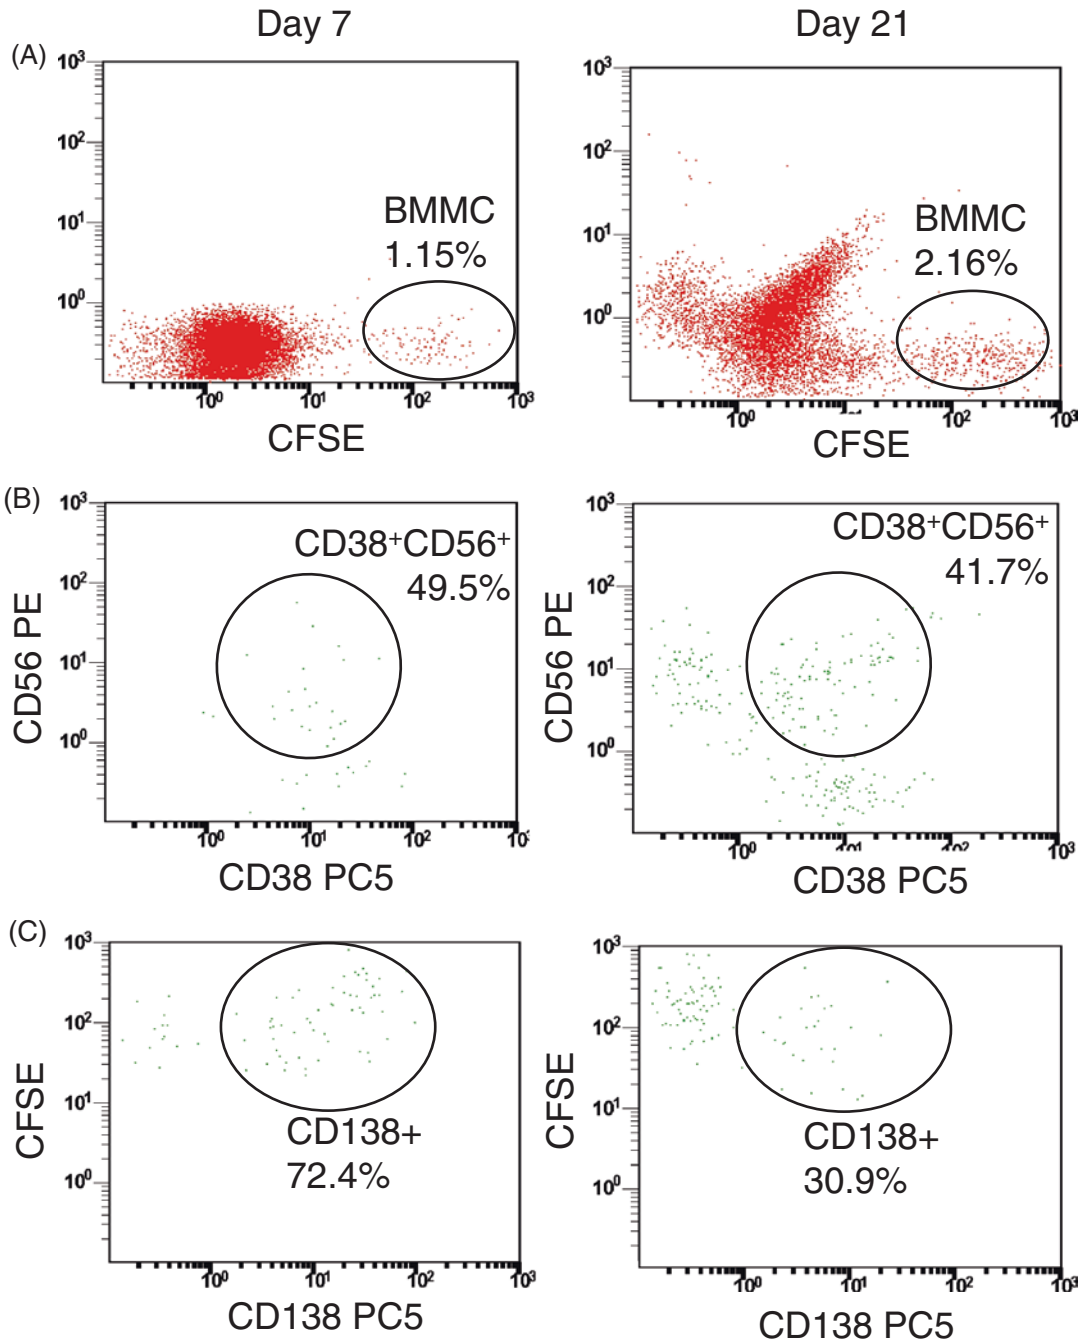 Day 7
Day 21
(A)
10³
10²
10¹
10⁰
BMMC
1.15%
10⁰ 10¹ 10² 10³
CFSE
10³
10²
10¹
10⁰
BMMC
2.16%
10⁰ 10² 10³
CFSE
(B)
10³
10²
10¹
10⁰
CD56 PE
CD38⁺CD56⁺
49.5%
10⁰ 10¹ 10²
CD38 PC5
10³
10²
10¹
10⁰
CD56 PE
CD38⁺CD56⁺
41.7%
10⁰ 10¹ 10² 10³
CD38 PC5
(C)
10³
10²
10¹
10⁰
CFSE
CD138+
72.4%
10⁰ 10¹ 10² 10³
CD138 PC5
10³
10²
10¹
10⁰
CFSE
CD138+
30.9%
10⁰ 10¹ 10² 10³
CD138 PC5